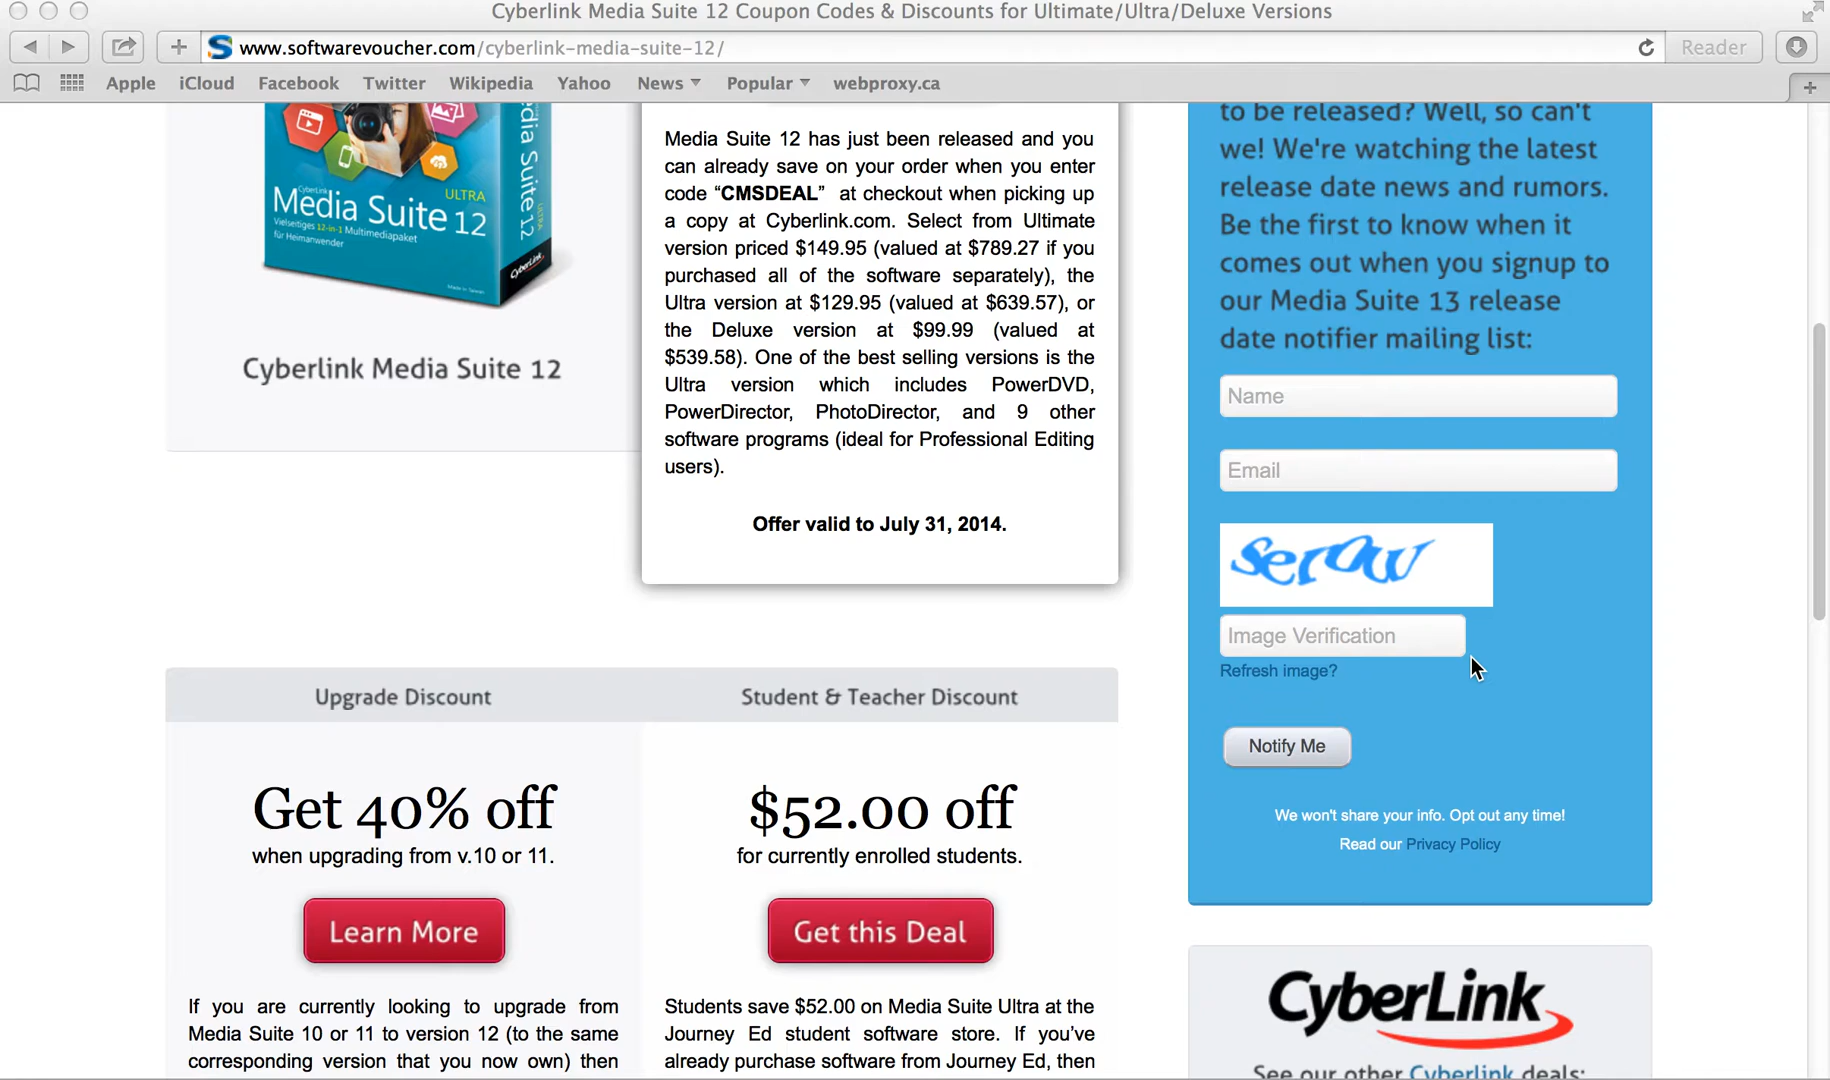 Cyberlink Media Suite 12 Coupon Codes & Discounts for Ultimate/Ultra/Deluxe Versions
www.softwarevoucher.com/cyberlink-media-suite-12/
Reader
Apple iCloud Facebook Twitter Wikipedia Yahoo News Popular webproxy.ca
CyberLink
Media Suite 12
ULTRA
Vielseitiges 12-in-1 Multimediapaket
für Heimanwender
dia Suite 12
ULTRA
CyberLink
Made in Taiwan
Cyberlink Media Suite 12
Media Suite 12 has just been released and you
can already save on your order when you enter
code “CMSDEAL” at checkout when picking up
a copy at Cyberlink.com. Select from Ultimate
version priced $149.95 (valued at $789.27 if you
purchased all of the software separately), the
Ultra version at $129.95 (valued at $639.57), or
the Deluxe version at $99.99 (valued at
$539.58). One of the best selling versions is the
Ultra version which includes PowerDVD,
PowerDirector, PhotoDirector, and 9 other
software programs (ideal for Professional Editing
users).
Offer valid to July 31, 2014.
to be released? Well, so can't
we! We're watching the latest
release date news and rumors.
Be the first to know when it
comes out when you signup to
our Media Suite 13 release
date notifier mailing list:
Name
Email
serow
Image Verification
Refresh image?
Notify Me
We won't share your info. Opt out any time!
Read our Privacy Policy
Upgrade Discount
Get 40% off
when upgrading from v.10 or 11.
Learn More
If you are currently looking to upgrade from
Media Suite 10 or 11 to version 12 (to the same
corresponding version that you now own) then
Student & Teacher Discount
$52.00 off
for currently enrolled students.
Get this Deal
Students save $52.00 on Media Suite Ultra at the
Journey Ed student software store. If you’ve
already purchase software from Journey Ed, then
CyberLink
See our other Cyberlink deals: